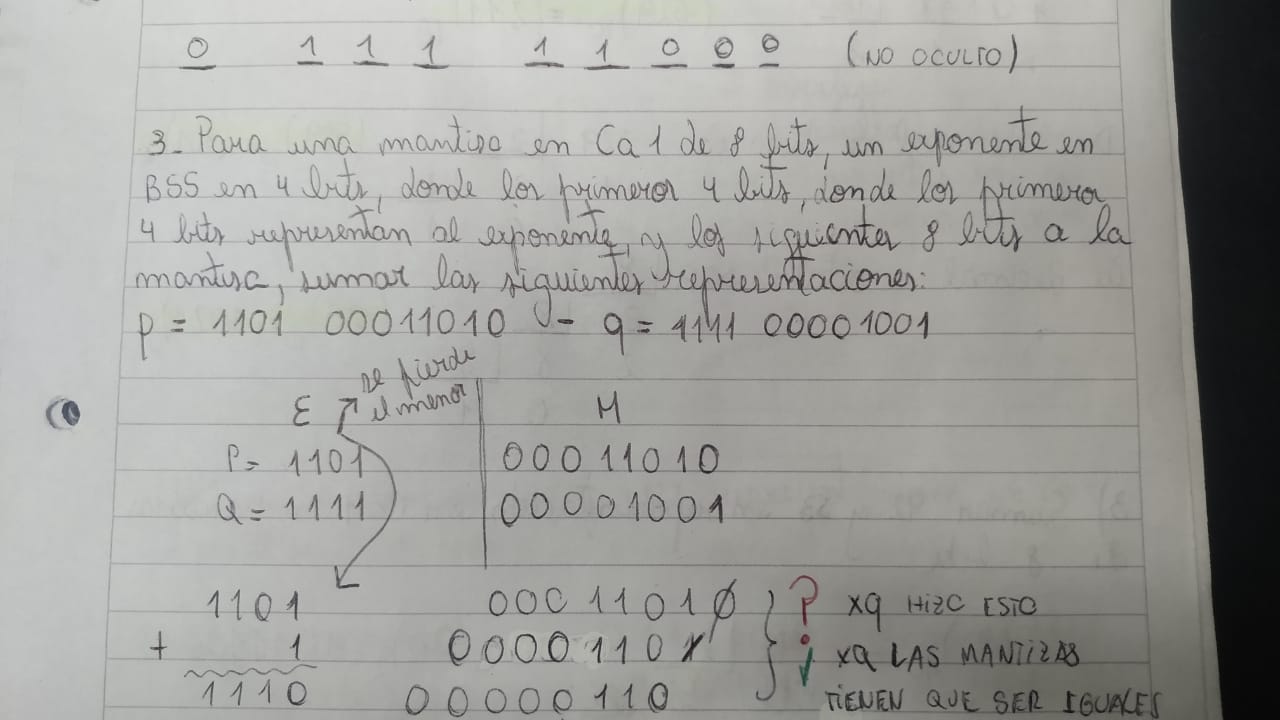 0 1 1 1 1 1 0 0 0 (NO OCULTO)
3_ Para una mantisa en Ca1 de 8 bits, un exponente en
BSS en 4 bits, donde los primeros 4 bits, donde los primeros
4 bits representan al exponente, y los siguientes 8 bits a la
mantisa, sumar las siguientes representaciones:
P = 1101 00011010 - q = 1111 00001001
E ↗ se pierde el menor M
P= 1101 00011010
Q = 1111 00001001
1101 00011010 ? xq HIZO ESTO
+ 1 00001101 ✓ xq LAS MANTIZAS
1110 00000110 TIENEN QUE SER IGUALES